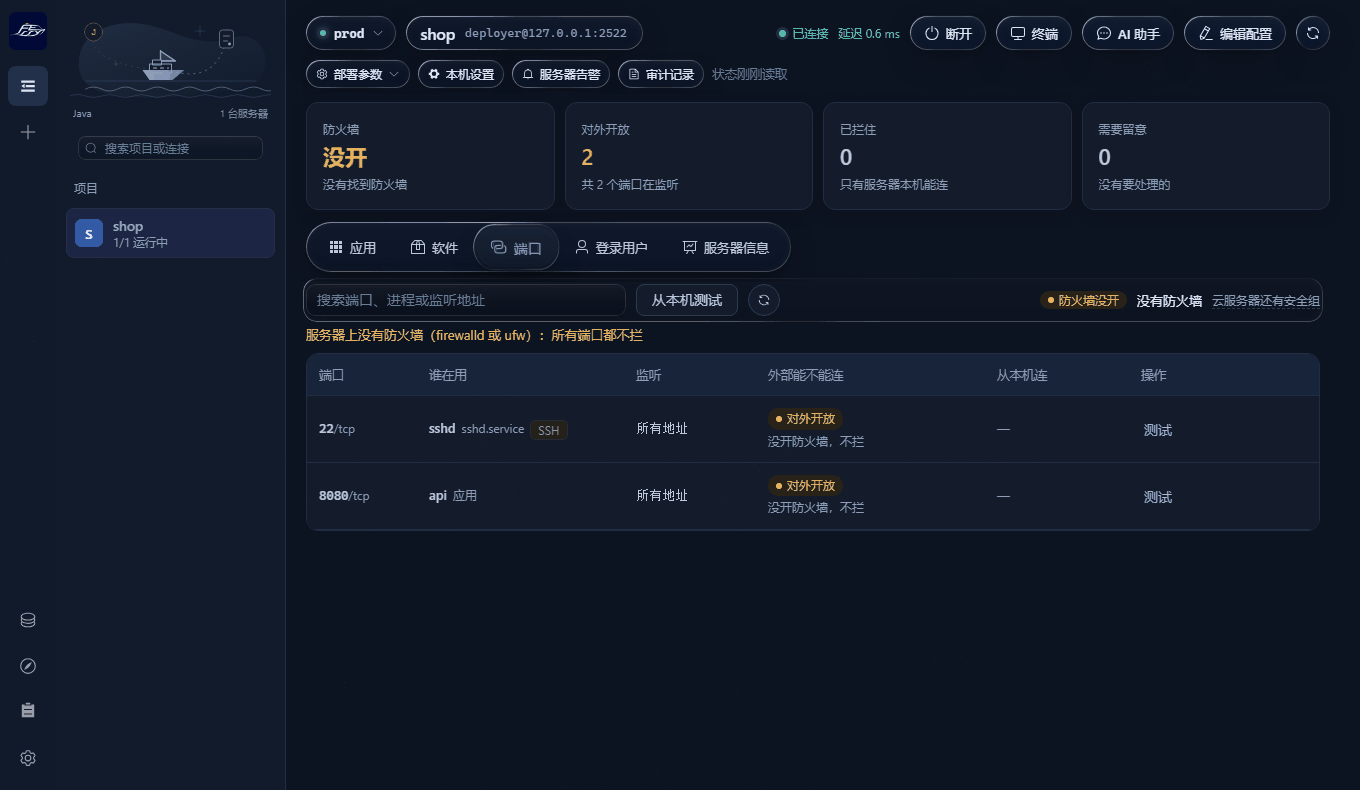 prod
shop deployer@127.0.0.1:2522
已连接 延迟 0.6 ms
断开
终端
AI 助手
编辑配置
部署参数
本机设置
服务器告警
审计记录
状态刚刚读取
J
Java
1 台服务器
搜索项目或连接
项目
S
shop
1/1 运行中
防火墙
没开
没有找到防火墙
对外开放
2
共 2 个端口在监听
已拦住
0
只有服务器本机能连
需要留意
0
没有要处理的
应用
软件
端口
登录用户
服务器信息
搜索端口、进程或监听地址
从本机测试
防火墙没开
没有防火墙
云服务器还有安全组
服务器上没有防火墙（firewalld 或 ufw）：所有端口都不拦
端口 谁在用 监听 外部能不能连 从本机连 操作
22/tcp sshd sshd.service SSH 所有地址 对外开放 — 测试
没开防火墙，不拦
8080/tcp api 应用 所有地址 对外开放 — 测试
没开防火墙，不拦